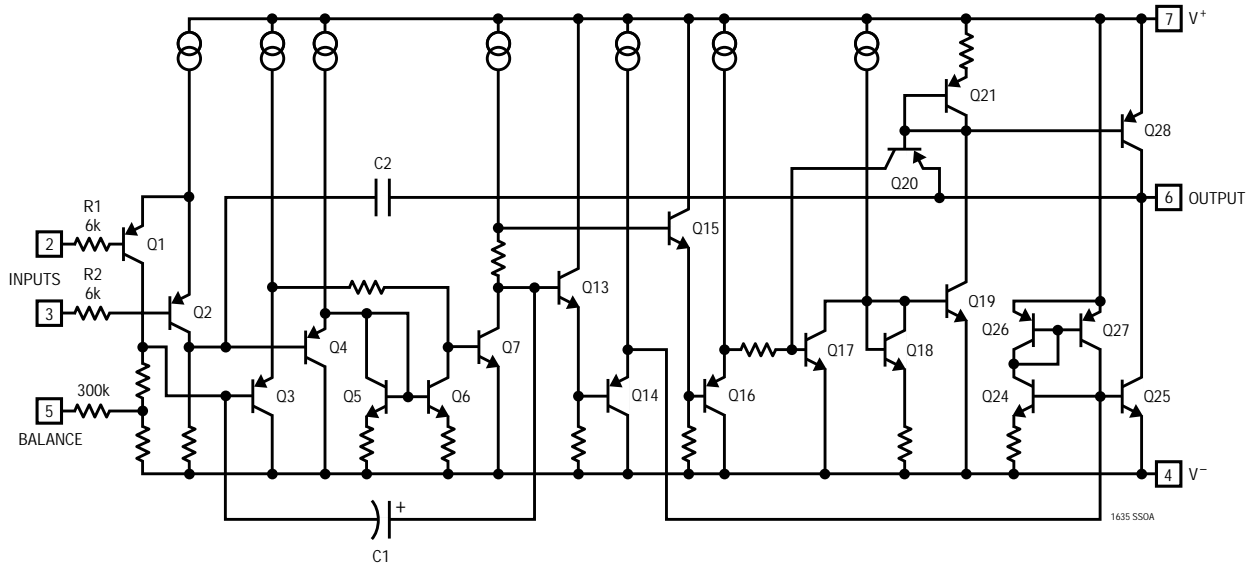 7 V+
Q21
Q28
C2
Q20
R1
6k
6 OUTPUT
2
Q1
Q15
INPUTS
R2
6k
Q13
3
Q2
Q19
Q26
Q27
Q4
Q7
Q17
Q18
300k
Q3
Q5
Q6
Q14
Q16
Q24
Q25
5
BALANCE
4 V−
+
1635 SSOA
C1